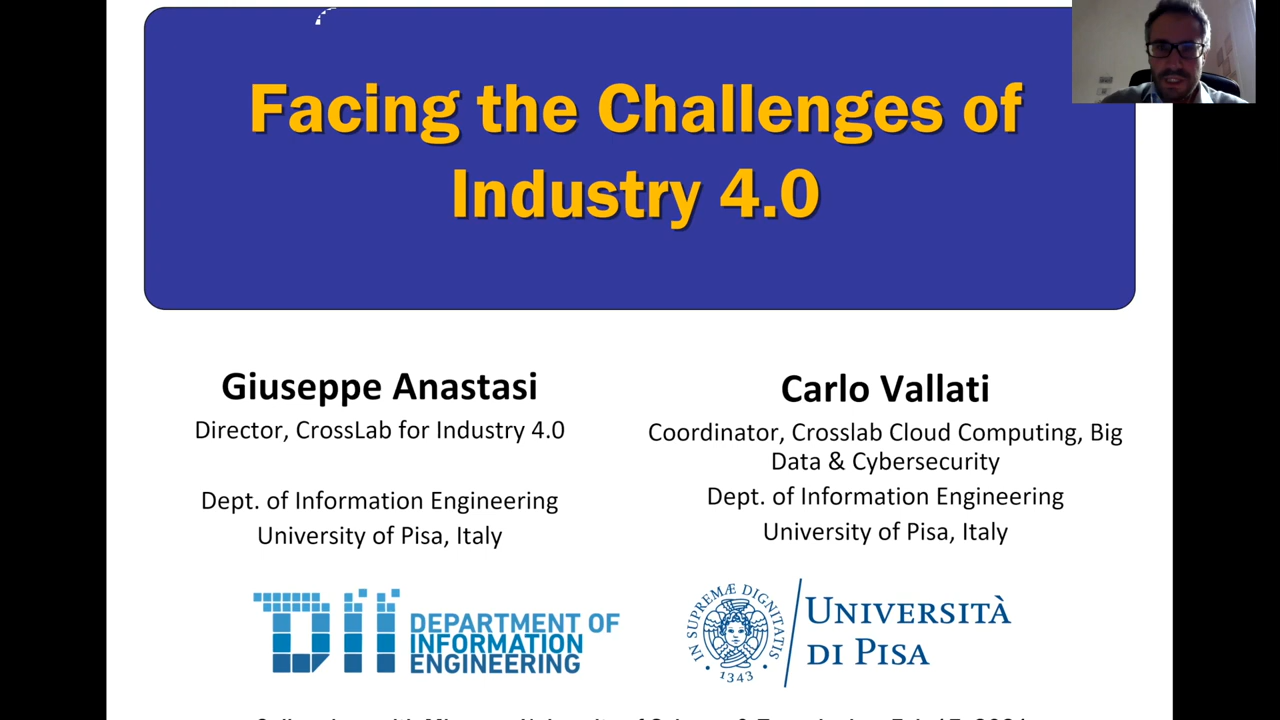 Facing the Challenges of
Industry 4.0
Giuseppe Anastasi
Director, CrossLab for Industry 4.0
Dept. of Information Engineering
University of Pisa, Italy
Carlo Vallati
Coordinator, Crosslab Cloud Computing, Big
Data & Cybersecurity
Dept. of Information Engineering
University of Pisa, Italy
DII
DEPARTMENT OF
INFORMATION
ENGINEERING
IN SUPREMÆ DIGNITATIS
1343
UNIVERSITÀ
DI PISA